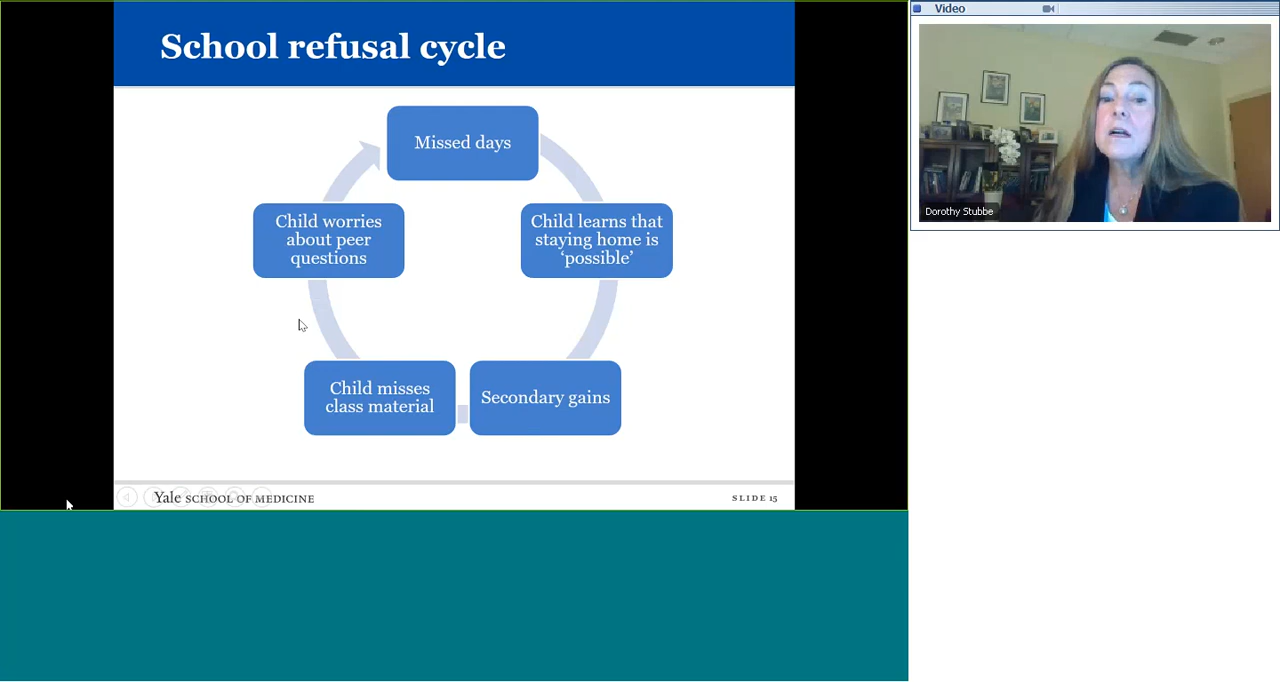 School refusal cycle
Missed days
Child learns that
staying home is
‘possible’
Secondary gains
Child misses
class material
Child worries
about peer
questions
Yale SCHOOL OF MEDICINE
SLIDE 15
Video
Dorothy Stubbe